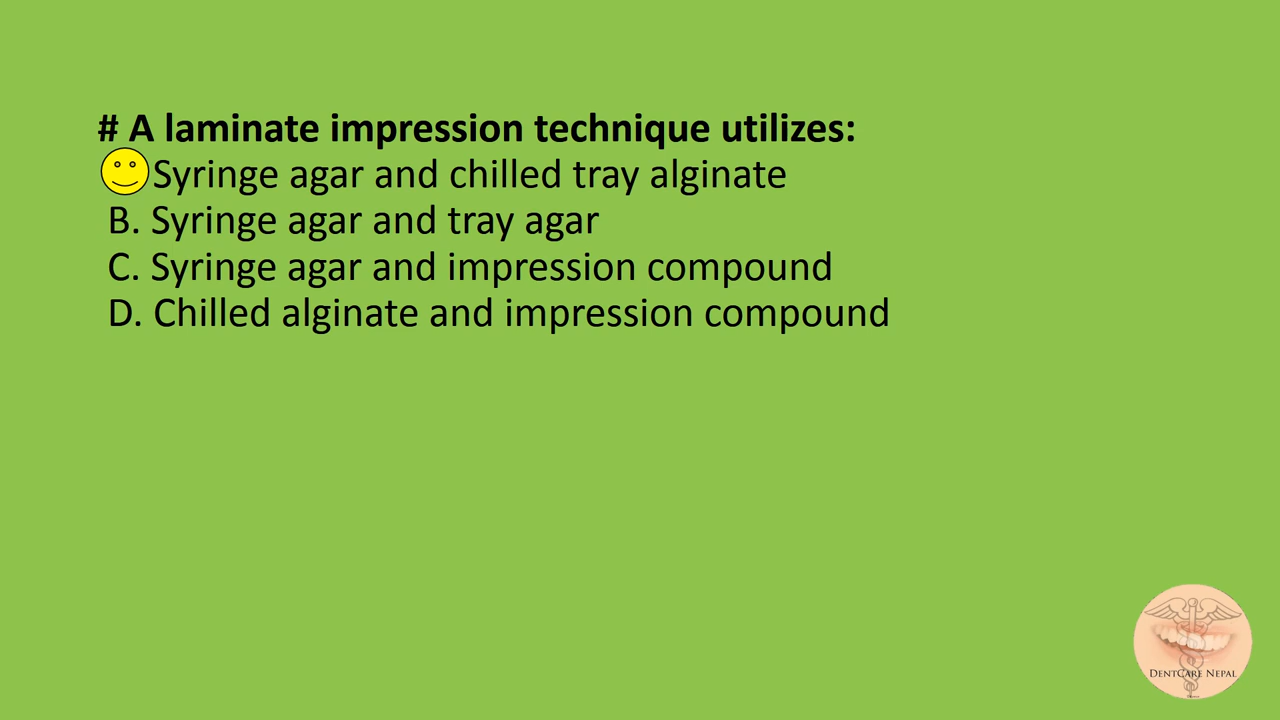 # A laminate impression technique utilizes:
Syringe agar and chilled tray alginate
B. Syringe agar and tray agar
C. Syringe agar and impression compound
D. Chilled alginate and impression compound
DENTCARE NEPAL